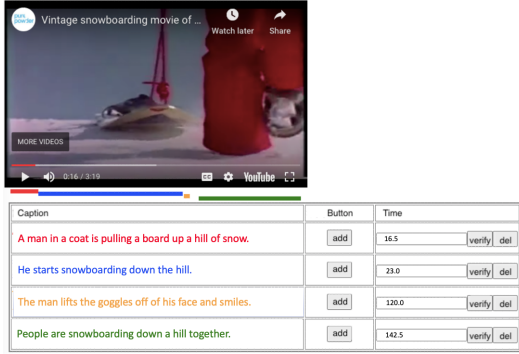 pure
powder
Vintage snowboarding movie of ...
Watch later
Share
MORE VIDEOS
0:16 / 3:19
CC
YouTube
Caption Button Time
A man in a coat is pulling a board up a hill of snow. add 16.5 verify del
He starts snowboarding down the hill. add 23.0 verify del
The man lifts the goggles off of his face and smiles. add 120.0 verify del
People are snowboarding down a hill together. add 142.5 verify del